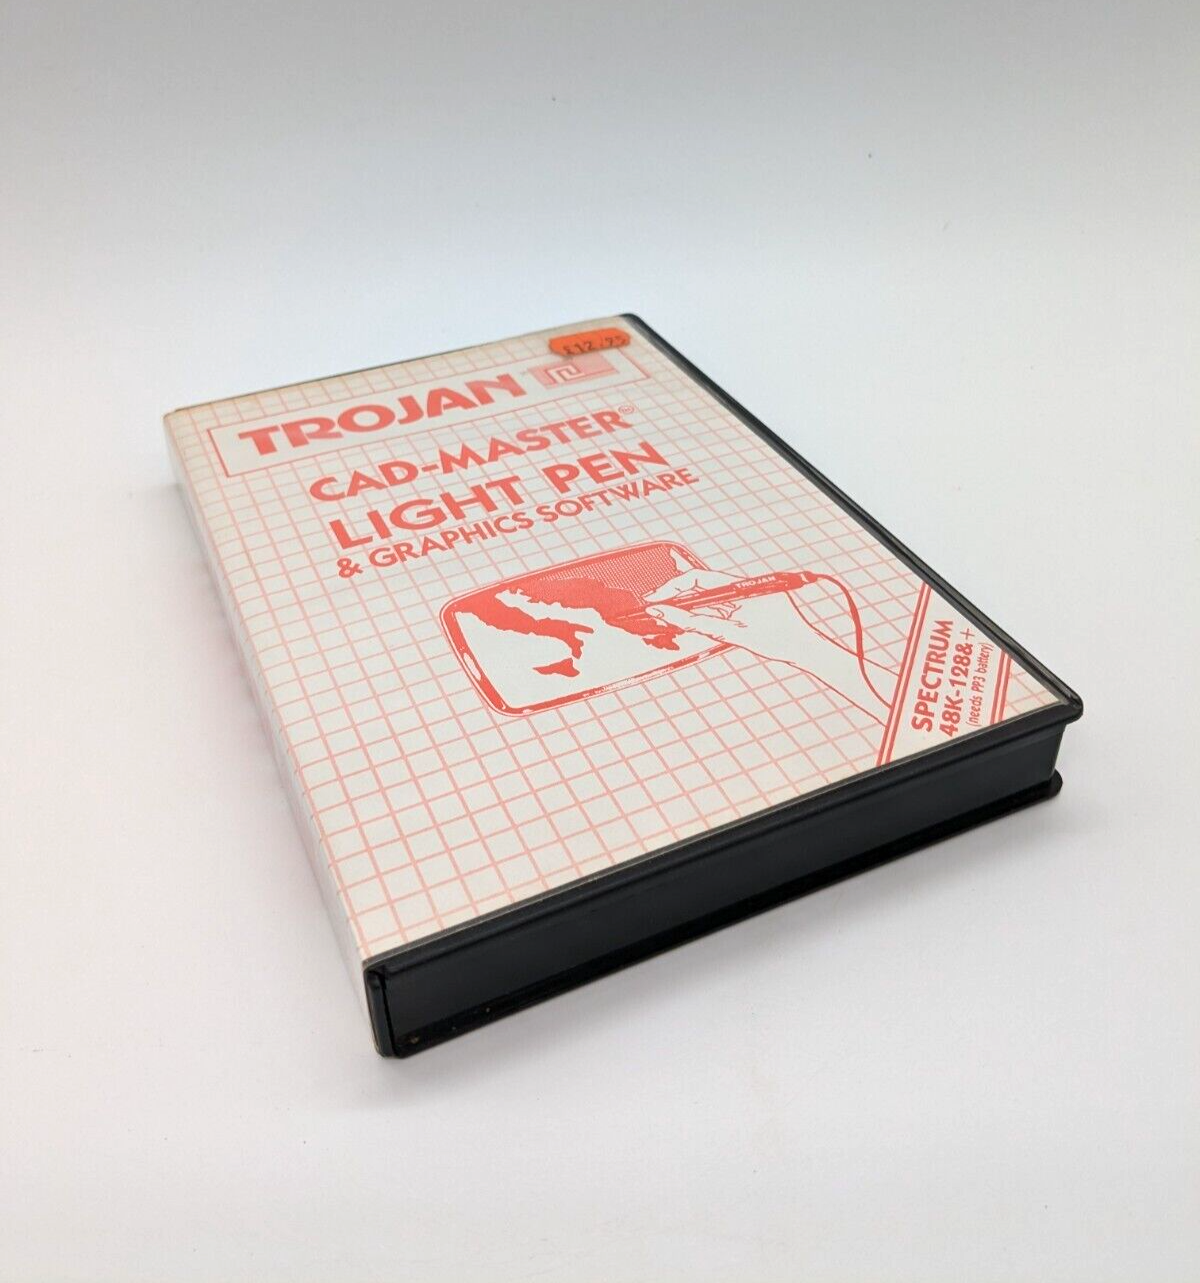 £12.95
TROJAN
CAD-MASTER
LIGHT PEN
& GRAPHICS SOFTWARE
TROJAN
SPECTRUM
48K-128&+
(needs PP3 battery)